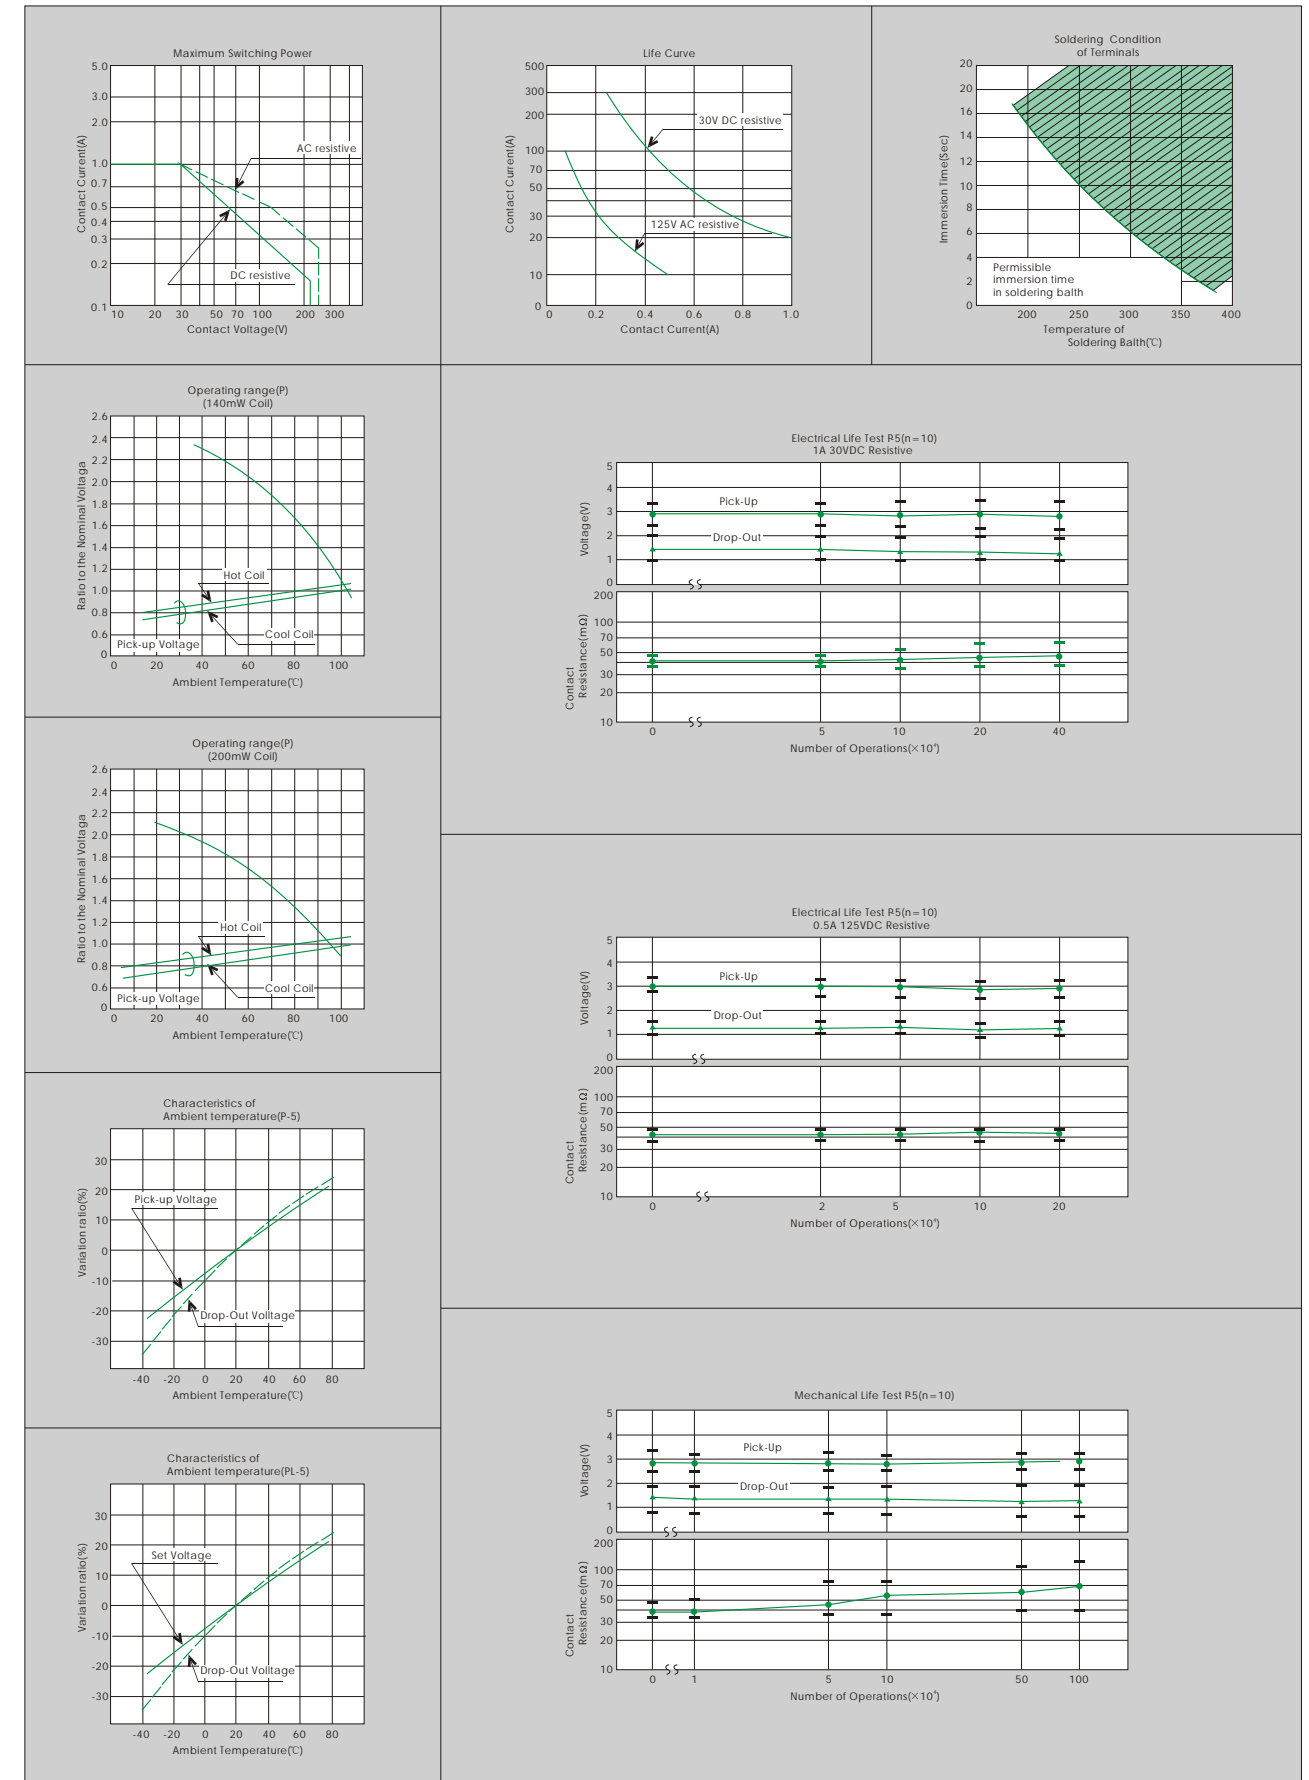 Maximum Switching Power
5.0
3.0
2.0
1.0
0.7
0.5
0.4
0.3
0.2
0.1
Contact Current(A)
AC resistive
DC resistive
10 20 30 50 70 100 200 300
Contact Voltage(V)
Life Curve
500
300
200
100
70
50
30
20
10
0
Contact Current(A)
30V DC resistive
125V AC resistive
0 0.2 0.4 0.6 0.8 1.0
Contact Current(A)
Soldering Condition
of Terminals
20
20
16
14
12
10
8
6
4
2
0
Immersion Time(Sec)
Permissible
immersion time
in soldering balth
200 250 300 350 400
Temperature of
Soldering Balth(℃)
Operating range(P)
(140mW Coil)
2.6
2.4
2.2
2.0
1.8
1.6
1.4
1.2
1.0
0.8
0.6
0
Ratio to the Nominal Voltaga
Hot Coil
Cool Coil
Pick-up Voltage
0 20 40 60 80 100
Ambient Temperature(℃)
Electrical Life Test P-5(n=10)
1A 30VDC Resistive
5
4
3
2
1
0
Voltage(V)
Pick-Up
Drop-Out
200
100
70
50
30
20
10
Contact
Resistance(mΩ)
0 5 10 20 40
Number of Operations(×10⁴)
Operating range(P)
(200mW Coil)
2.6
2.4
2.2
2.0
1.8
1.6
1.4
1.2
1.0
0.8
0.6
0
Ratio to the Nominal Voltaga
Hot Coil
Cool Coil
Pick-up Voltage
0 20 40 60 80 100
Ambient Temperature(℃)
Electrical Life Test P-5(n=10)
0.5A 125VDC Resistive
5
4
3
2
1
0
Voltage(V)
Pick-Up
Drop-Out
200
100
70
50
30
20
10
Contact
Resistance(mΩ)
0 2 5 10 20
Number of Operations(×10⁴)
Characteristics of
Ambient temperature(P-5)
30
20
10
0
-10
-20
-30
Variation ratio(%)
Pick-up Voltage
Drop-Out Voltage
-40 -20 0 20 40 60 80
Ambient Temperature(℃)
Mechanical Life Test P-5(n=10)
5
4
3
2
1
0
Voltage(V)
Pick-Up
Drop-Out
200
100
70
50
30
20
10
Contact
Resistance(mΩ)
0 1 5 10 50 100
Number of Operations(×10⁴)
Characteristics of
Ambient temperature(PL-5)
30
20
10
0
-10
-20
-30
Variation ratio(%)
Set Voltage
Drop-Out Voltage
-40 -20 0 20 40 60 80
Ambient Temperature(℃)